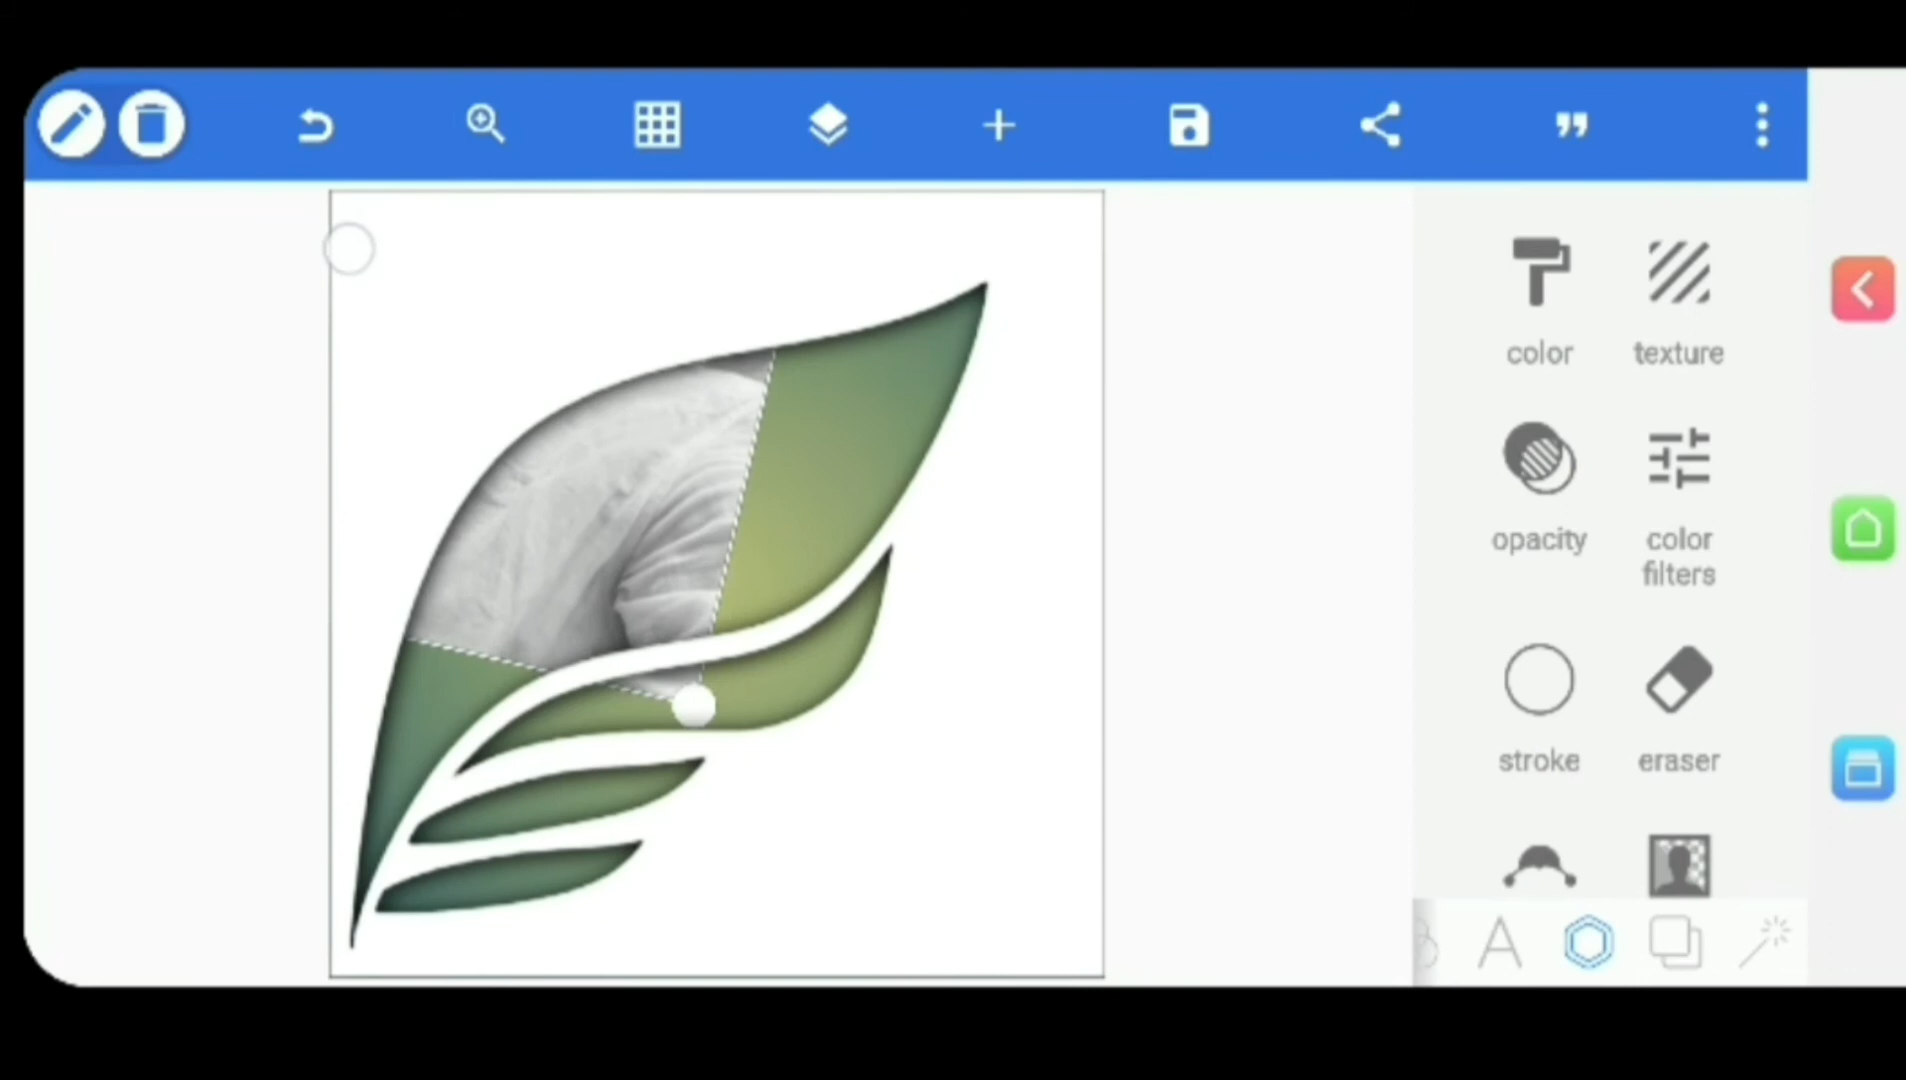 color texture
opacity color
filters
stroke eraser